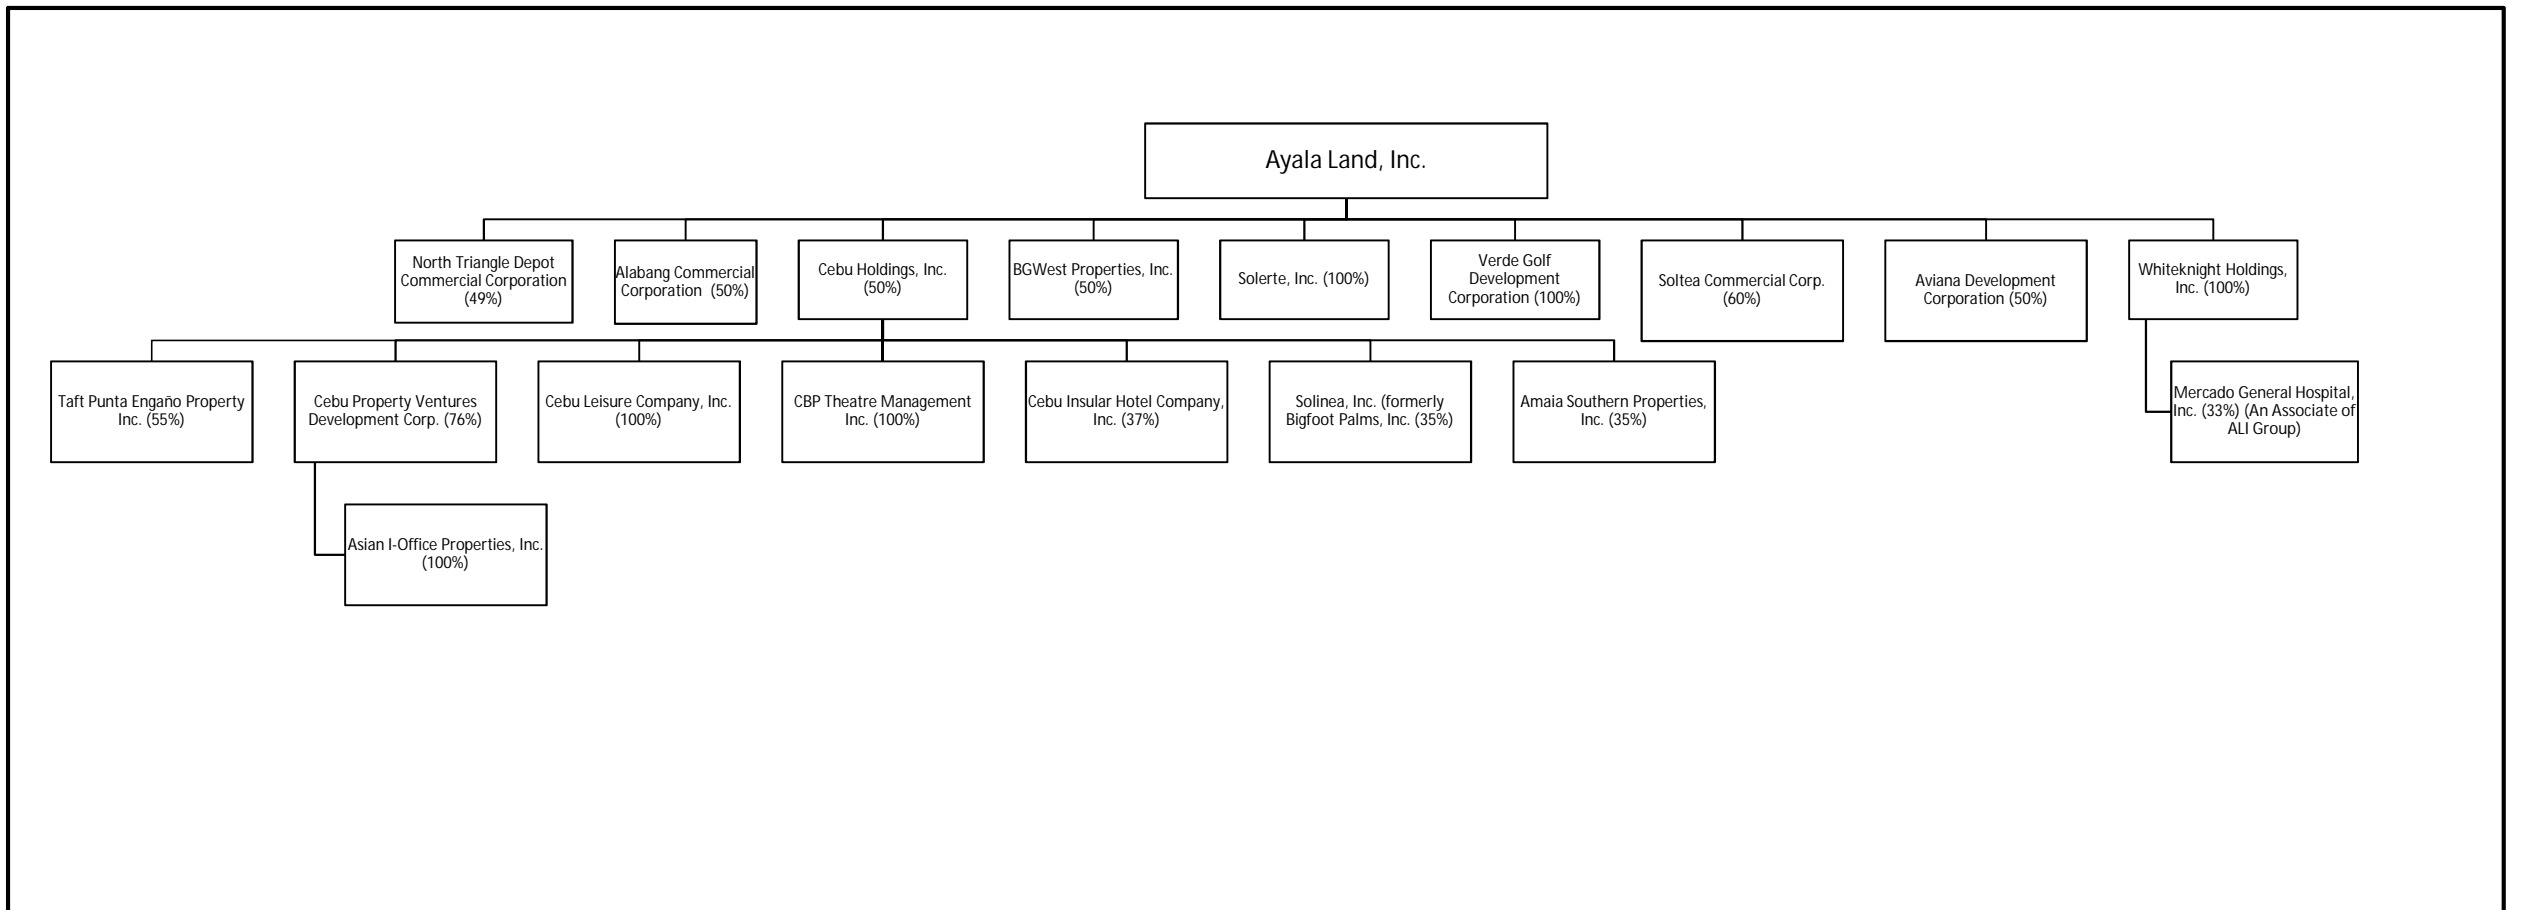 Ayala Land, Inc.
North Triangle Depot
Commercial Corporation
(49%)
Alabang Commercial
Corporation (50%)
Cebu Holdings, Inc.
(50%)
BGWest Properties, Inc.
(50%)
Solerte, Inc. (100%)
Verde Golf
Development
Corporation (100%)
Soltea Commercial Corp.
(60%)
Aviana Development
Corporation (50%)
Whiteknight Holdings,
Inc. (100%)
Taft Punta Engaño Property
Inc. (55%)
Cebu Property Ventures
Development Corp. (76%)
Cebu Leisure Company, Inc.
(100%)
CBP Theatre Management
Inc. (100%)
Cebu Insular Hotel Company,
Inc. (37%)
Solinea, Inc. (formerly
Bigfoot Palms, Inc. (35%)
Amaia Southern Properties,
Inc. (35%)
Mercado General Hospital,
Inc. (33%) (An Associate of
ALI Group)
Asian I-Office Properties, Inc.
(100%)